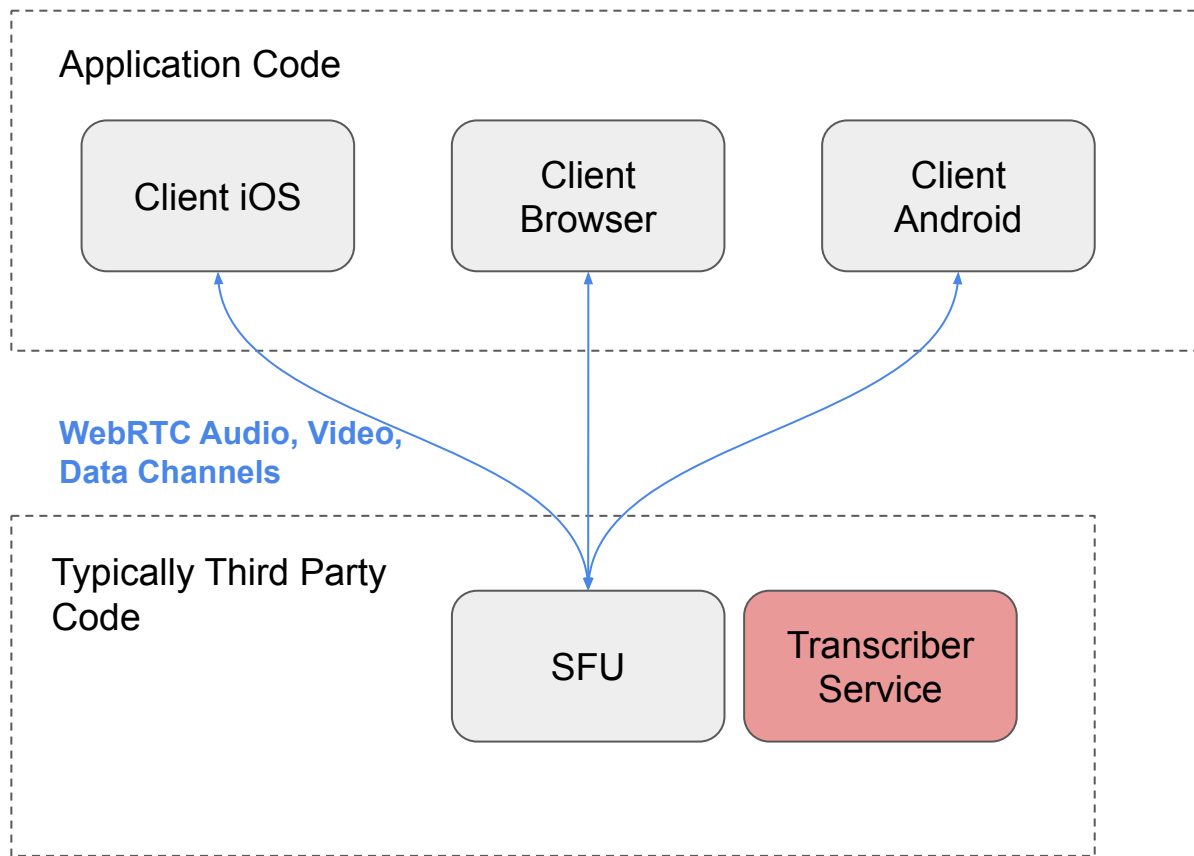 Application Code
Client iOS
Client
Browser
Client
Android
WebRTC Audio, Video,
Data Channels
Typically Third Party
Code
SFU
Transcriber
Service